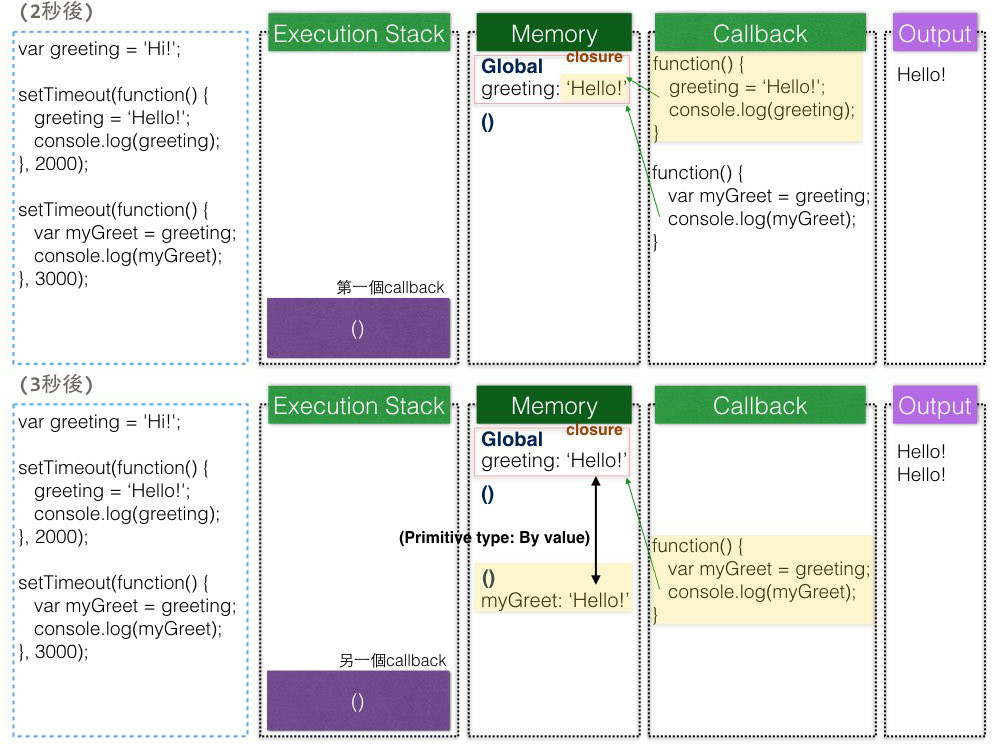 (2秒後)
Execution Stack
Memory
Callback
Output
var greeting = 'Hi!';
setTimeout(function() {
greeting = ‘Hello!';
console.log(greeting);
}, 2000);
setTimeout(function() {
var myGreet = greeting;
console.log(myGreet);
}, 3000);
第一個callback
()
closure
Global
greeting: ‘Hello!’
()
function() {
greeting = ‘Hello!’;
console.log(greeting);
}
function() {
var myGreet = greeting;
console.log(myGreet);
}
Hello!
(3秒後)
Execution Stack
Memory
Callback
Output
var greeting = 'Hi!';
setTimeout(function() {
greeting = ‘Hello!';
console.log(greeting);
}, 2000);
setTimeout(function() {
var myGreet = greeting;
console.log(myGreet);
}, 3000);
另一個callback
()
closure
Global
greeting: ‘Hello!’
()
(Primitive type: By value)
()
myGreet: ‘Hello!’
function() {
var myGreet = greeting;
console.log(myGreet);
}
Hello!
Hello!